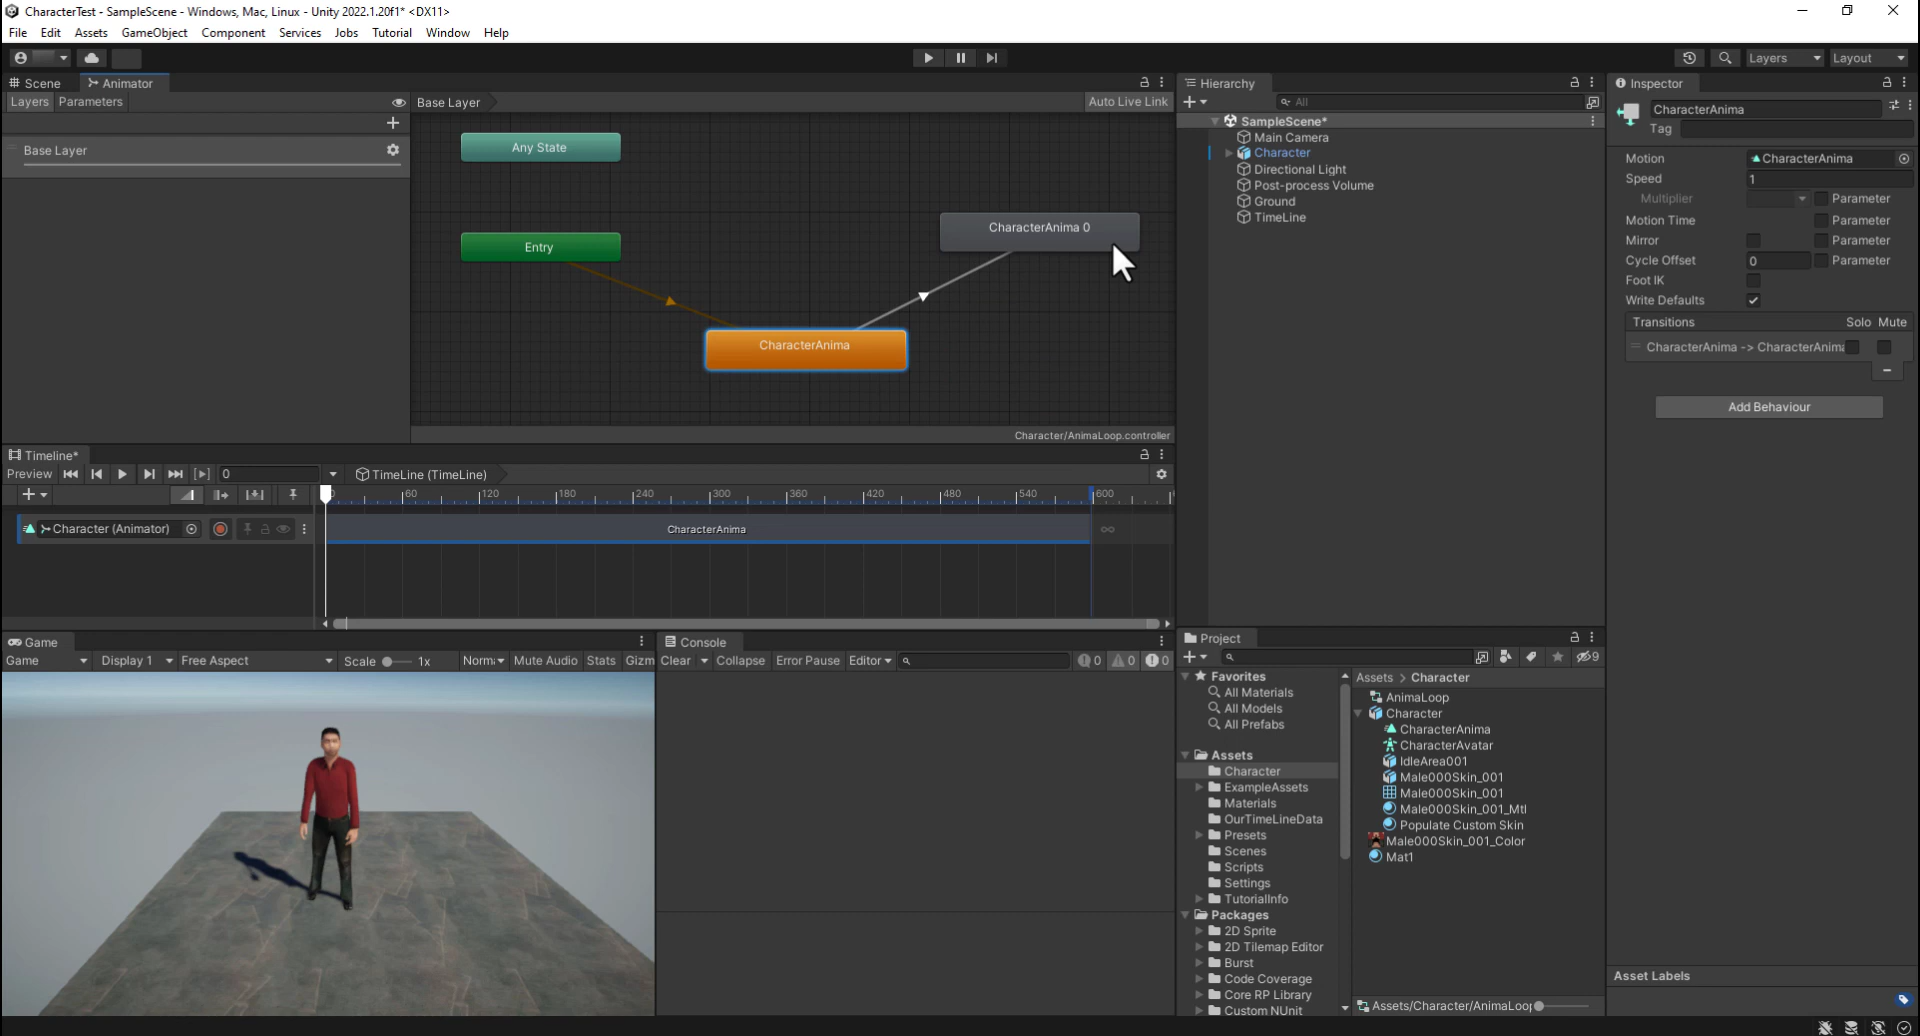 CharacterTest - SampleScene - Windows, Mac, Linux - Unity 2022.1.20f1* <DX11>
File Edit Assets GameObject Component Services Jobs Tutorial Window Help
Layers Layout
Scene Animator
Layers Parameters
Base Layer
Auto Live Link
Base Layer
Any State
Entry
CharacterAnima 0
CharacterAnima
Character/AnimaLoop.controller
Timeline*
Preview 0 TimeLine (TimeLine)
60 120 180 240 300 360 420 480 540 600
Character (Animator)
CharacterAnima
Game
Game Display 1 Free Aspect Scale 1x Norm Mute Audio Stats Gizm
Console
Clear Collapse Error Pause Editor 0 0 0
Hierarchy
All
SampleScene*
Main Camera
Character
Directional Light
Post-process Volume
Ground
TimeLine
Project
9
Favorites
All Materials
All Models
All Prefabs
Assets
Character
ExampleAssets
Materials
OurTimeLineData
Presets
Scenes
Scripts
Settings
TutorialInfo
Packages
2D Sprite
2D Tilemap Editor
Burst
Code Coverage
Core RP Library
Custom NUnit
Assets > Character
AnimaLoop
Character
CharacterAnima
CharacterAvatar
IdleArea001
Male000Skin_001
Male000Skin_001
Male000Skin_001_Mtl
Populate Custom Skin
Male000Skin_001_Color
Mat1
Assets/Character/AnimaLoop
Inspector
CharacterAnima
Tag
Motion CharacterAnima
Speed 1
Multiplier Parameter
Motion Time Parameter
Mirror Parameter
Cycle Offset 0 Parameter
Foot IK
Write Defaults
Transitions Solo Mute
CharacterAnima -> CharacterAnima
Add Behaviour
Asset Labels